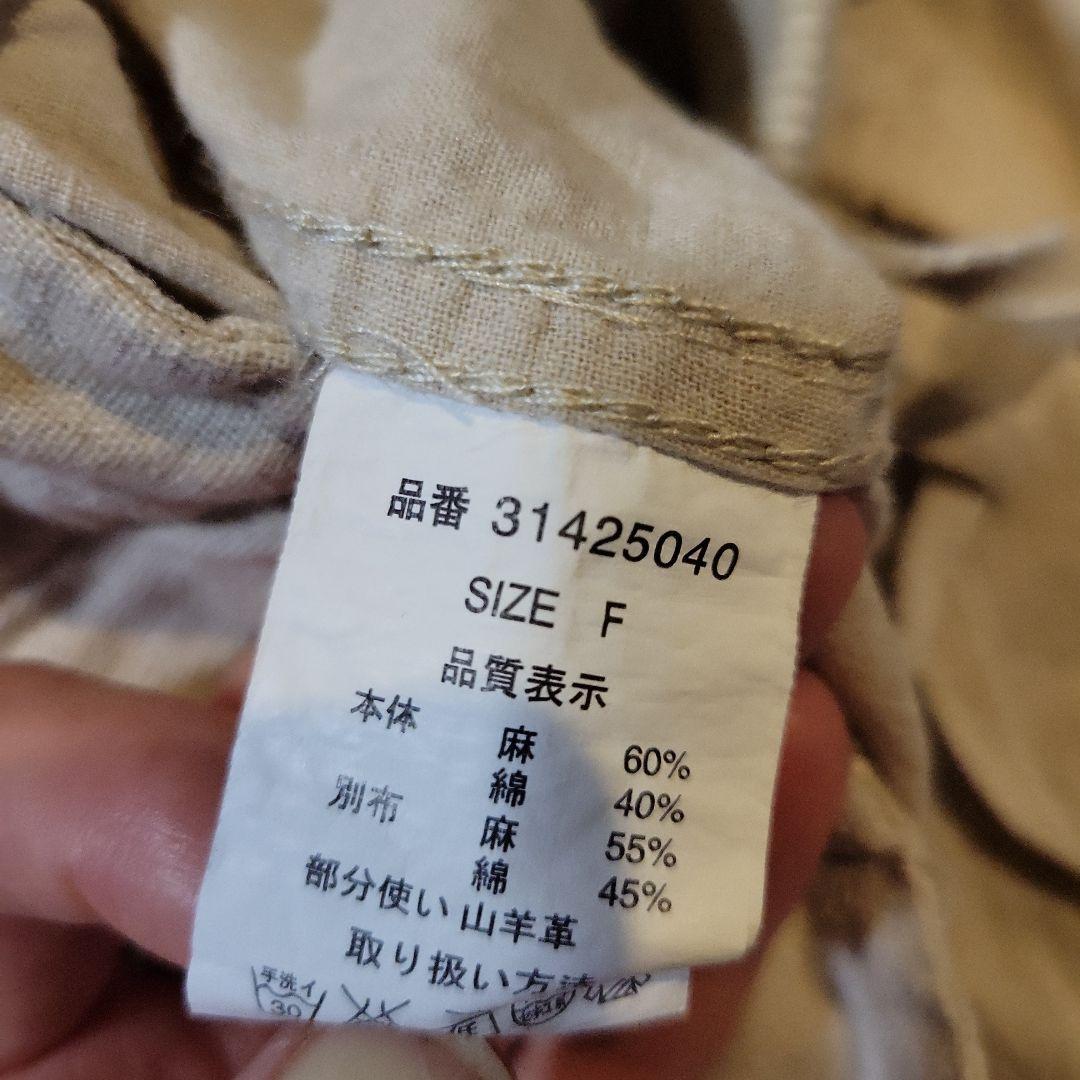 品番 31425040
SIZE F
品質表示
本体 麻 60%
綿 40%
別布 麻 55%
綿 45%
部分使い 山羊革
取り扱い方法
手洗イ
30